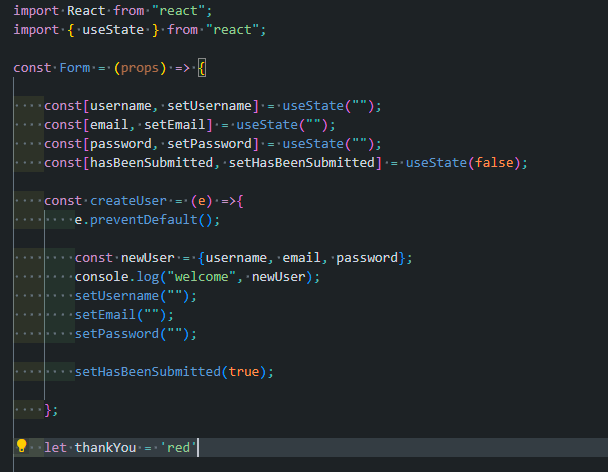 import React from "react";
import { useState } from "react";
const Form = (props) => {
const[username, setUsername] = useState("");
const[email, setEmail] = useState("");
const[password, setPassword] = useState("");
const[hasBeenSubmitted, setHasBeenSubmitted] = useState(false);
const createUser = (e) =>{
e.preventDefault();
const newUser = {username, email, password};
console.log("welcome", newUser);
setUsername("");
setEmail("");
setPassword("");
setHasBeenSubmitted(true);
};
let thankYou = 'red'